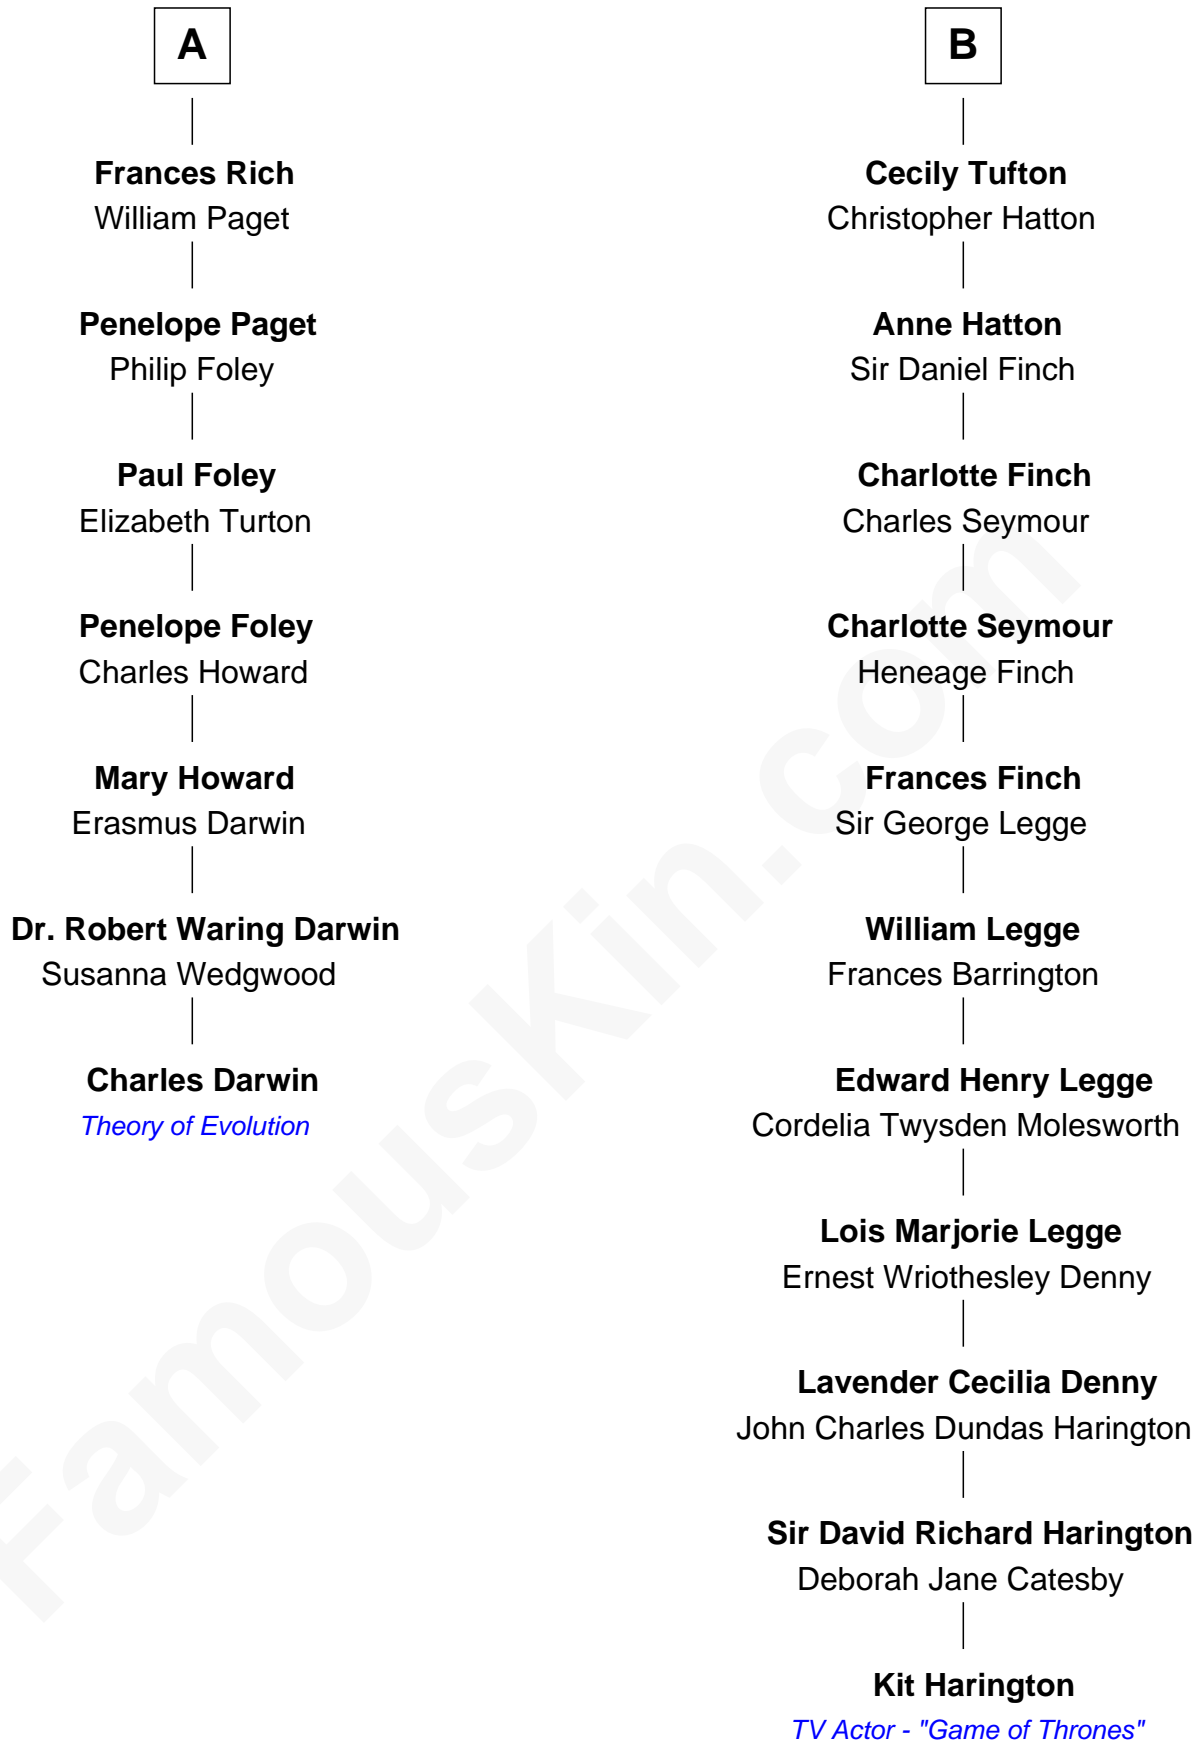 A
Frances Rich
William Paget
Penelope Paget
Philip Foley
Paul Foley
Elizabeth Turton
Penelope Foley
Charles Howard
Mary Howard
Erasmus Darwin
Dr. Robert Waring Darwin
Susanna Wedgwood
Charles Darwin
Theory of Evolution
B
Cecily Tufton
Christopher Hatton
Anne Hatton
Sir Daniel Finch
Charlotte Finch
Charles Seymour
Charlotte Seymour
Heneage Finch
Frances Finch
Sir George Legge
William Legge
Frances Barrington
Edward Henry Legge
Cordelia Twysden Molesworth
Lois Marjorie Legge
Ernest Wriothesley Denny
Lavender Cecilia Denny
John Charles Dundas Harington
Sir David Richard Harington
Deborah Jane Catesby
Kit Harington
TV Actor - "Game of Thrones"
FamousKin.com